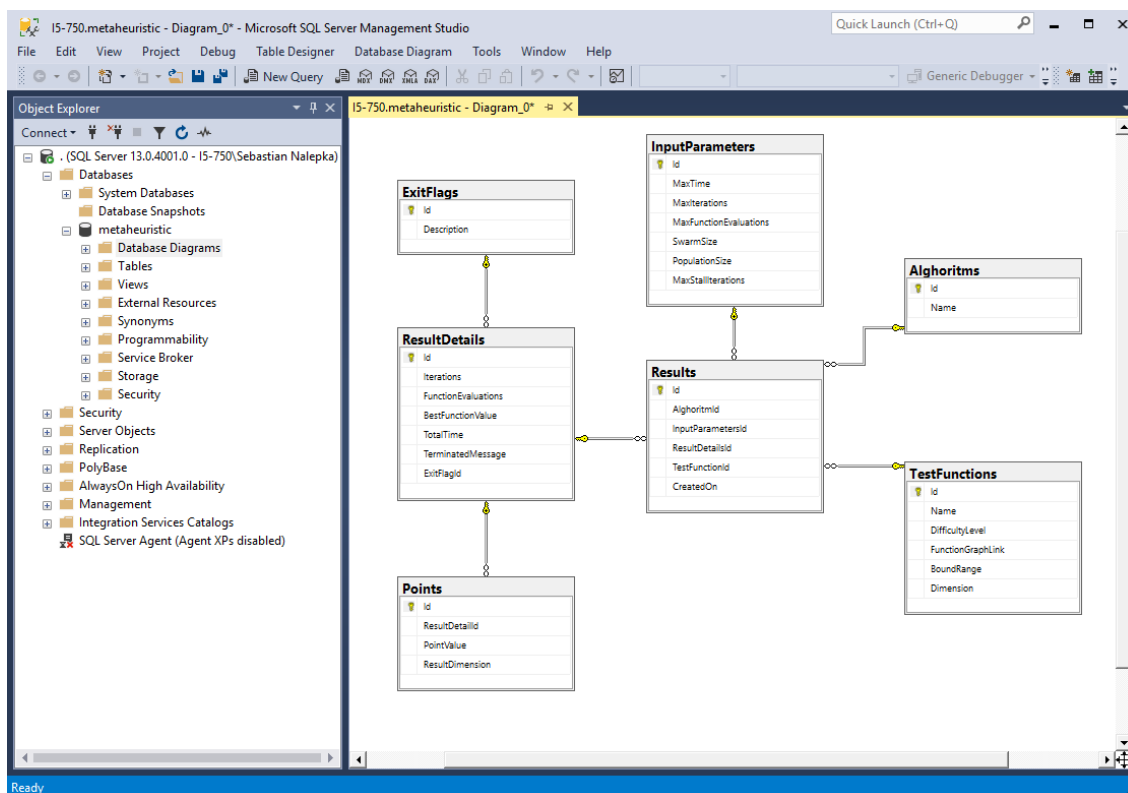 I5-750.metaheuristic - Diagram_0* - Microsoft SQL Server Management Studio
Quick Launch (Ctrl+Q)
File Edit View Project Debug Table Designer Database Diagram Tools Window Help
New Query MDX DMX XMLA DAX Generic Debugger
Object Explorer
I5-750.metaheuristic - Diagram_0*
Connect
. (SQL Server 13.0.4001.0 - I5-750\Sebastian Nalepka)
Databases
System Databases
Database Snapshots
metaheuristic
Database Diagrams
Tables
Views
External Resources
Synonyms
Programmability
Service Broker
Storage
Security
Security
Server Objects
Replication
PolyBase
AlwaysOn High Availability
Management
Integration Services Catalogs
SQL Server Agent (Agent XPs disabled)
ExitFlags
Id
Description
InputParameters
Id
MaxTime
MaxIterations
MaxFunctionEvaluations
SwarmSize
PopulationSize
MaxStallIterations
Alghoritms
Id
Name
ResultDetails
Id
Iterations
FunctionEvaluations
BestFunctionValue
TotalTime
TerminatedMessage
ExitFlagId
Results
Id
AlghoritmId
InputParametersId
ResultDetailsId
TestFunctionId
CreatedOn
TestFunctions
Id
Name
DifficultyLevel
FunctionGraphLink
BoundRange
Dimension
Points
Id
ResultDetailId
PointValue
ResultDimension
Ready